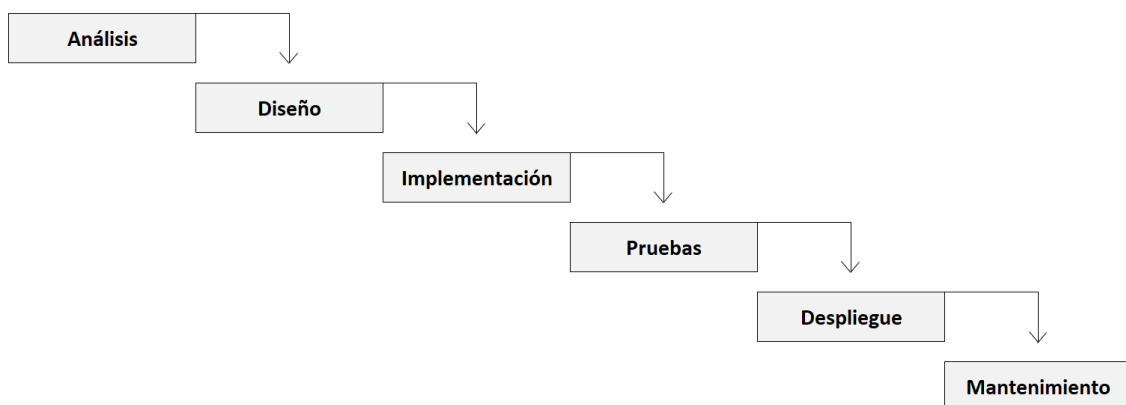 Análisis
Diseño
Implementación
Pruebas
Despliegue
Mantenimiento